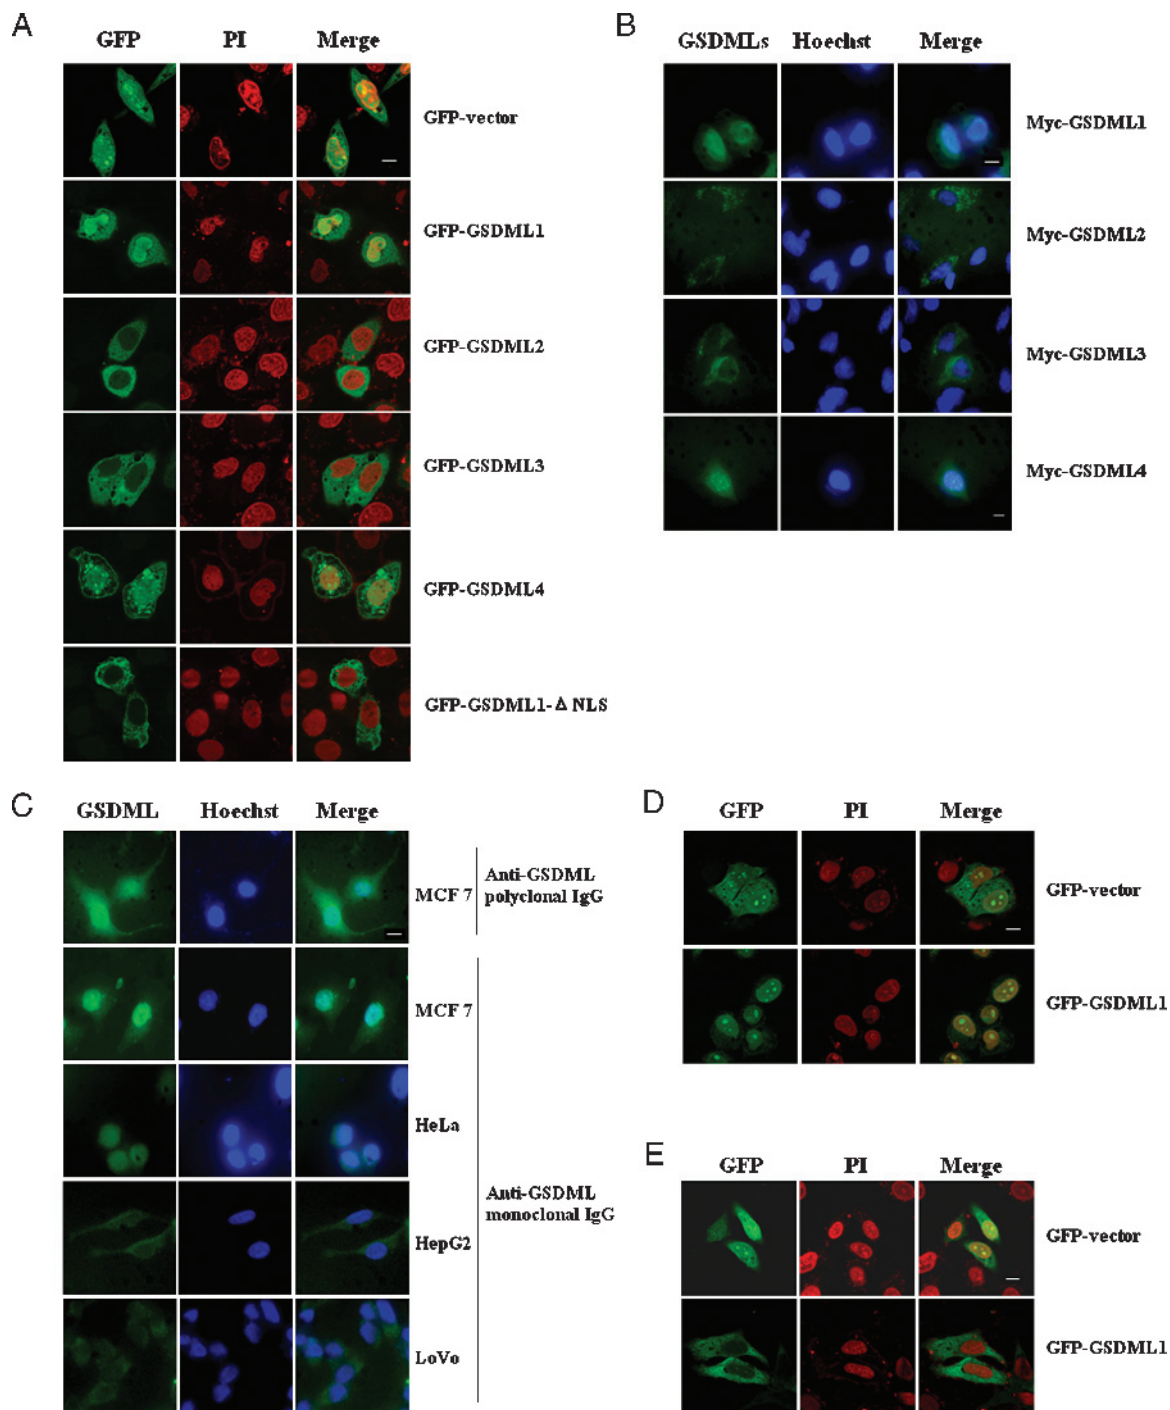 A
GFP PI Merge
GFP-vector
GFP-GSDML1
GFP-GSDML2
GFP-GSDML3
GFP-GSDML4
GFP-GSDML1-Δ NLS
B
GSDMLs Hoechst Merge
Myc-GSDML1
Myc-GSDML2
Myc-GSDML3
Myc-GSDML4
C
GSDML Hoechst Merge
MCF 7
Anti-GSDML
polyclonal IgG
MCF 7
HeLa
HepG2
LoVo
Anti-GSDML
monoclonal IgG
D
GFP PI Merge
GFP-vector
GFP-GSDML1
E
GFP PI Merge
GFP-vector
GFP-GSDML1